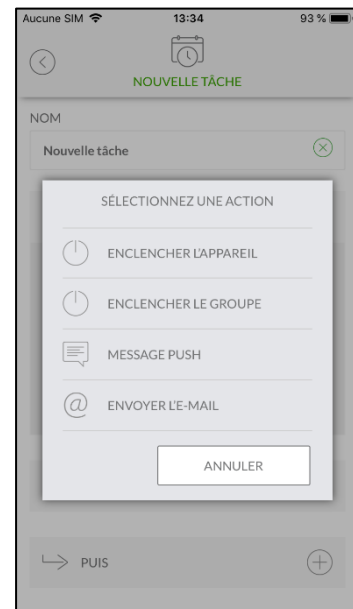 Aucune SIM 13:34 93 %
NOUVELLE TÂCHE
NOM
Nouvelle tâche
SÉLECTIONNEZ UNE ACTION
ENCLENCHER L'APPAREIL
ENCLENCHER LE GROUPE
MESSAGE PUSH
@ ENVOYER L'E-MAIL
ANNULER
PUIS